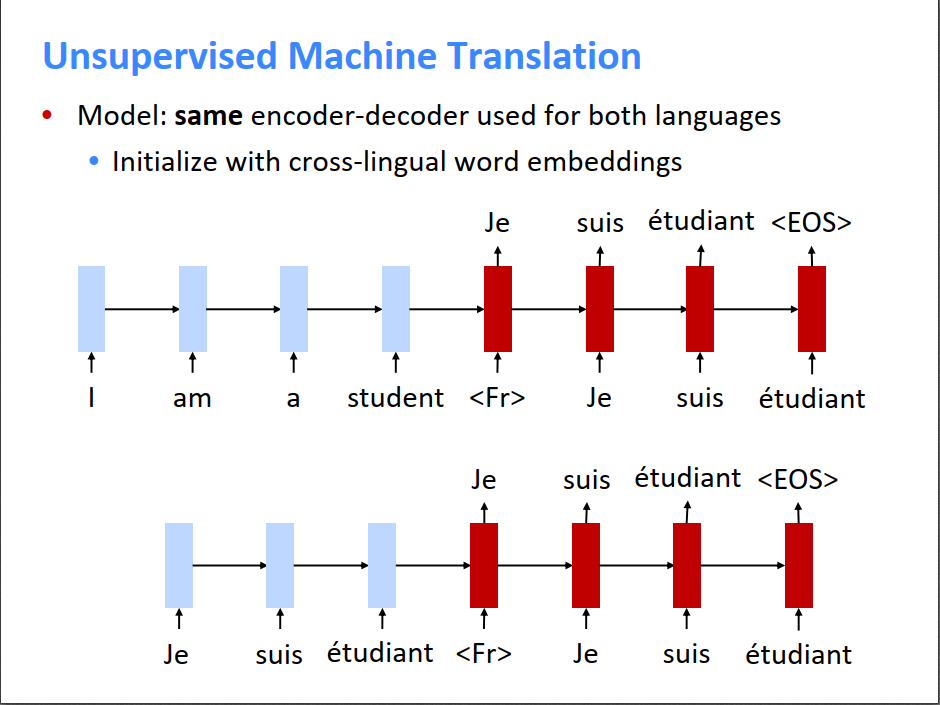 Unsupervised Machine Translation
• Model: same encoder-decoder used for both languages
• Initialize with cross-lingual word embeddings
Je suis étudiant <EOS>
I am a student <Fr> Je suis étudiant
Je suis étudiant <EOS>
Je suis étudiant <Fr> Je suis étudiant